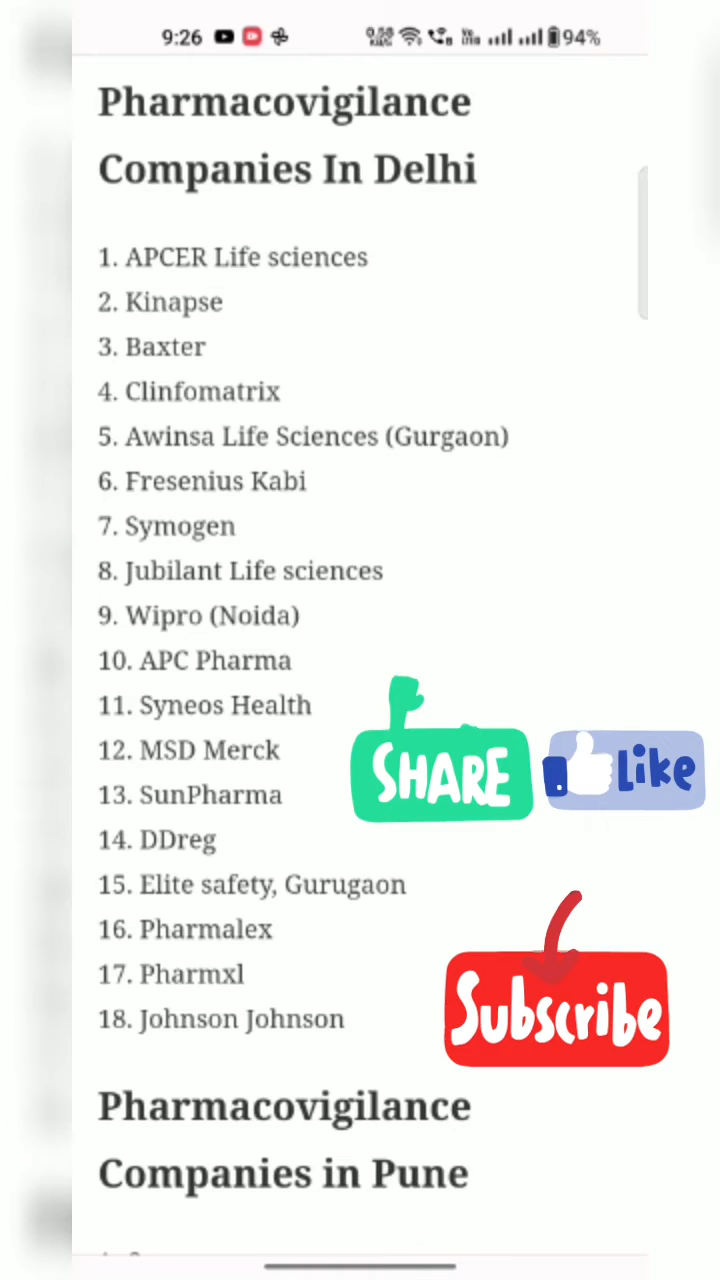 9:26
94%
Pharmacovigilance
Companies In Delhi
1. APCER Life sciences
2. Kinapse
3. Baxter
4. Clinfomatrix
5. Awinsa Life Sciences (Gurgaon)
6. Fresenius Kabi
7. Symogen
8. Jubilant Life sciences
9. Wipro (Noida)
10. APC Pharma
11. Syneos Health
12. MSD Merck
13. SunPharma
14. DDreg
15. Elite safety, Gurugaon
16. Pharmalex
17. Pharmxl
18. Johnson Johnson
SHARE
Like
Subscribe
Pharmacovigilance
Companies in Pune